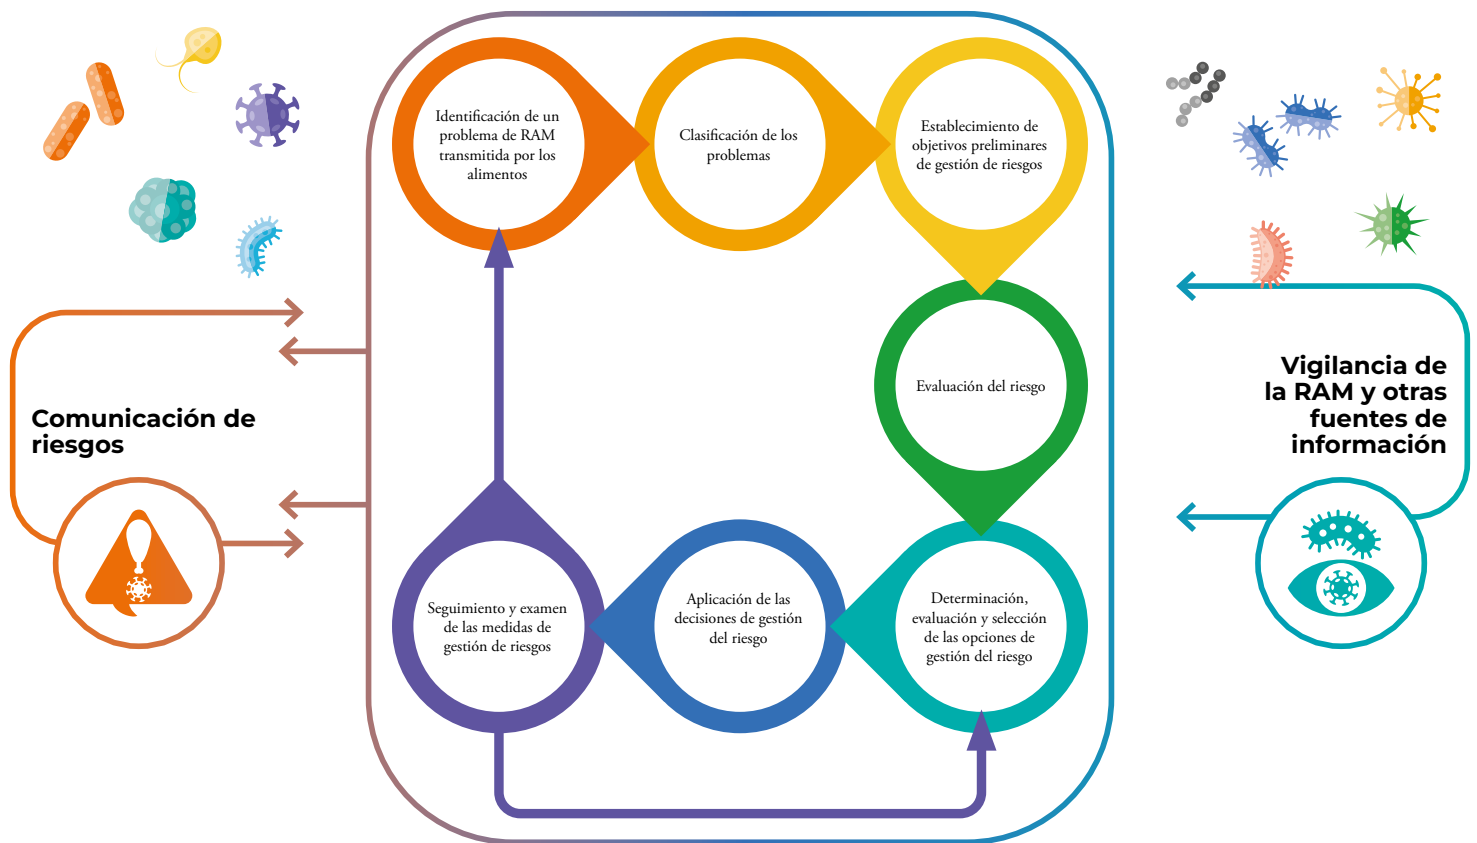 Identificación de un
problema de RAM
transmitida por los
alimentos
Clasificación de los
problemas
Establecimiento de
objetivos preliminares
de gestión de riesgos
Evaluación del riesgo
Comunicación de
riesgos
Vigilancia de
la RAM y otras
fuentes de
información
Seguimiento y examen
de las medidas de
gestión de riesgos
Aplicación de las
decisiones de gestión
del riesgo
Determinación,
evaluación y selección
de las opciones de
gestión del riesgo